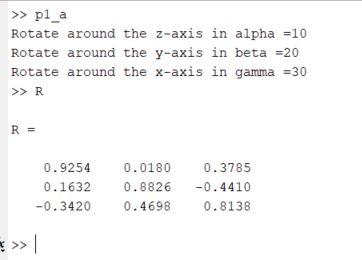 >> p1_a
Rotate around the z-axis in alpha =10
Rotate around the y-axis in beta =20
Rotate around the x-axis in gamma =30
>> R
R =
0.9254 0.0180 0.3785
0.1632 0.8826 -0.4410
-0.3420 0.4698 0.8138
>>